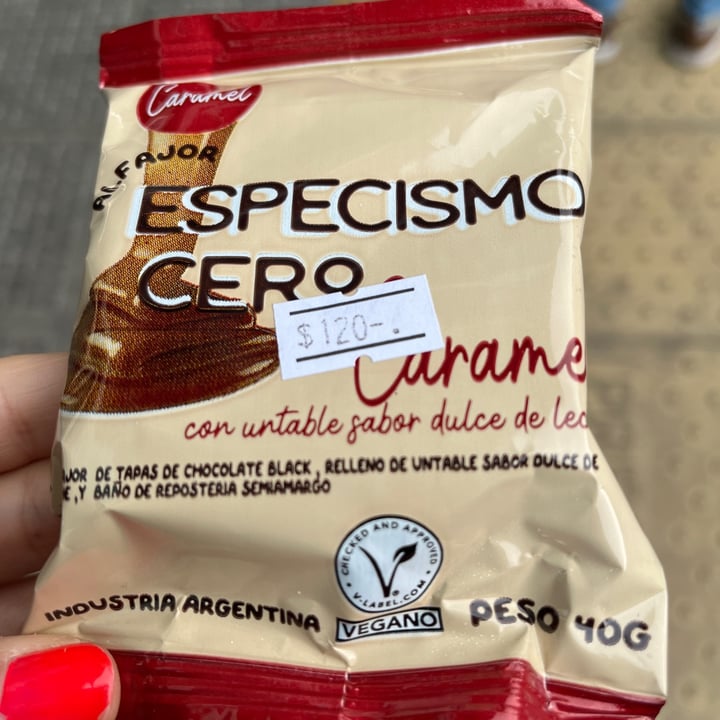 Caramel
ALFAJOR
ESPECISMO
CERO
$120-.
Carame
con untable sabor dulce de lec
JOR DE TAPAS DE CHOCOLATE BLACK, RELLENO DE UNTABLE SABOR DULCE DE
E, Y BAÑO DE REPOSTERIA SEMIAMARGO
CHECKED AND APPROVED
V-LABEL.COM
VEGANO
INDUSTRIA ARGENTINA
PESO 40G